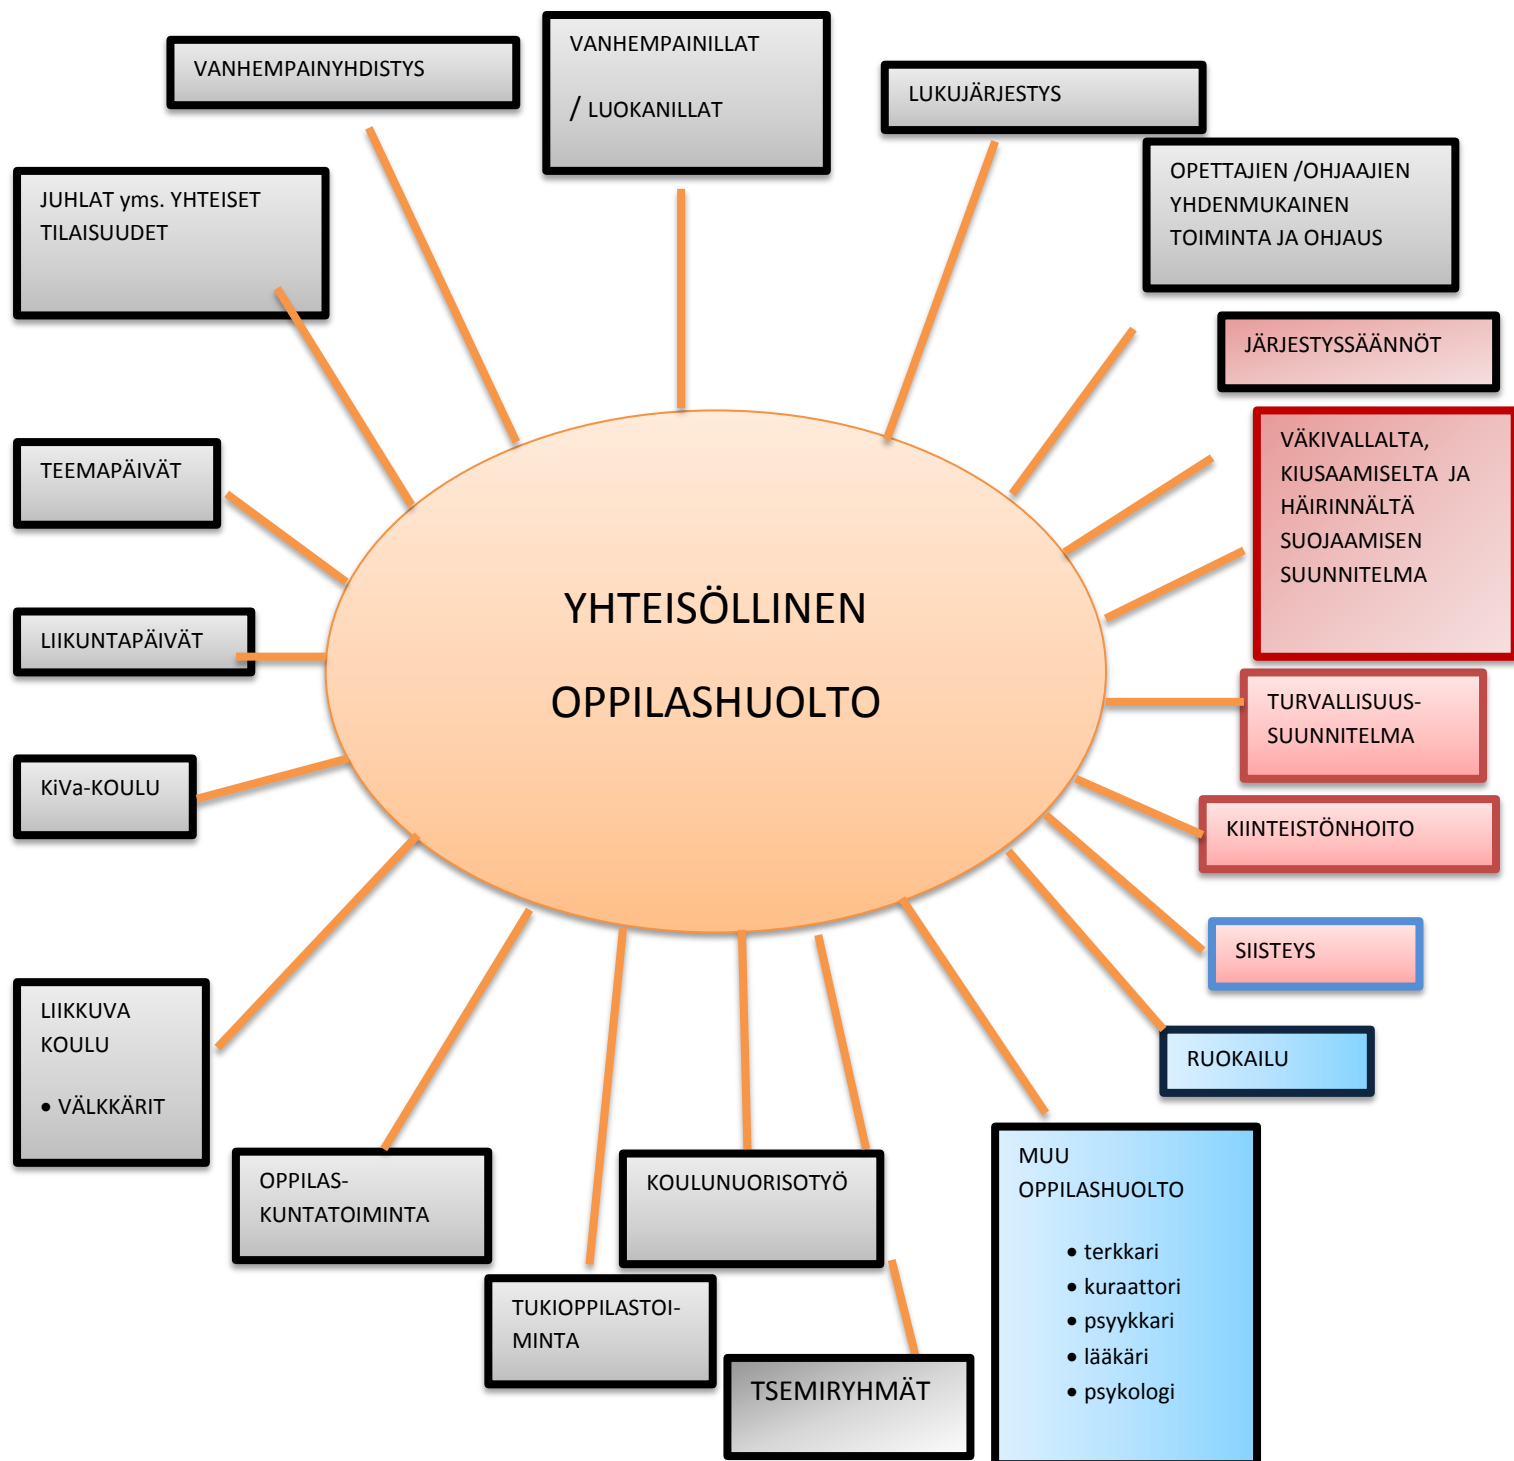 VANHEMPAINYHDISTYS
VANHEMPAINILLAT
/ LUOKANILLAT
LUKUJÄRJESTYS
OPETTAJIEN /OHJAAJIEN
YHDENMUKAINEN
TOIMINTA JA OHJAUS
JUHLAT yms. YHTEISET
TILAISUUDET
JÄRJESTYSSÄÄNNÖT
VÄKIVALLALTA,
KIUSAAMISELTA JA
HÄIRINNÄLTÄ
SUOJAAMISEN
SUUNNITELMA
TEEMAPÄIVÄT
YHTEISÖLLINEN
OPPILASHUOLTO
LIIKUNTAPÄIVÄT
TURVALLISUUS-
SUUNNITELMA
KiVa-KOULU
KIINTEISTÖNHOITO
SIISTEYS
LIIKKUVA
KOULU
• VÄLKKÄRIT
RUOKAILU
OPPILAS-
KUNTATOIMINTA
KOULUNUORISOTYÖ
MUU
OPPILASHUOLTO
• terkkari
• kuraattori
• psyykkari
• lääkäri
• psykologi
TUKIOPPILASTOI-
MINTA
TSEMIRYHMÄT